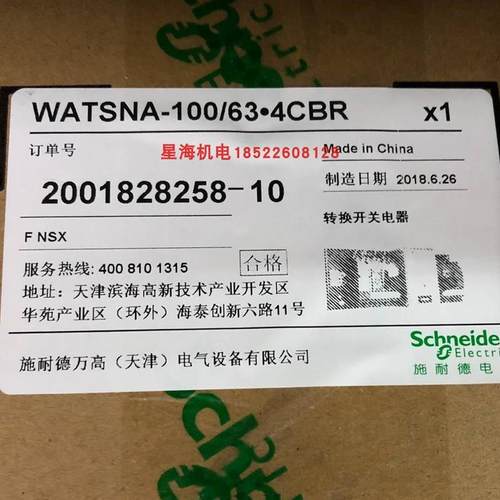 WATSNA-100/63•4CBR x1
订单号 星海机电18522608128 Made in China
2001828258-10 制造日期 2018.6.26
F NSX 转换开关电器
服务热线: 400 810 1315 合格
地址: 天津滨海高新技术产业开发区
华苑产业区（环外）海泰创新六路11号
施耐德万高（天津）电气设备有限公司
Schneide
Electri
施耐德电